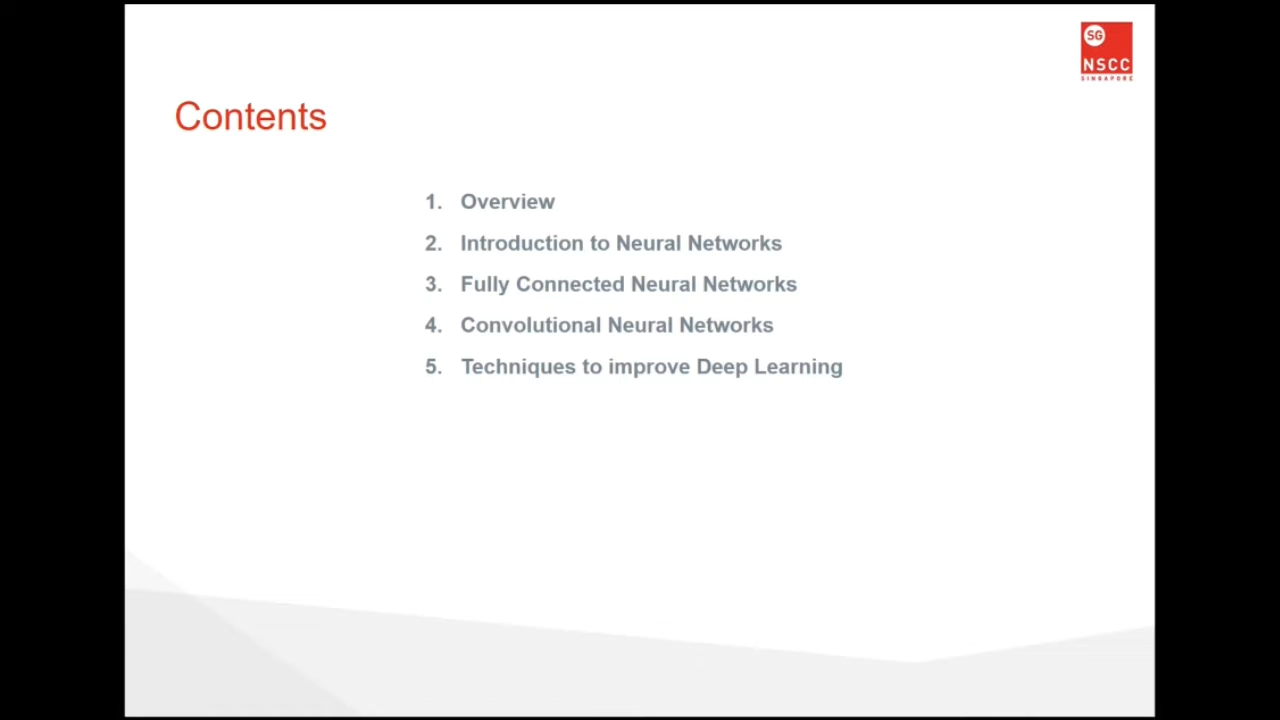 SG
NSCC
SINGAPORE
Contents
1. Overview
2. Introduction to Neural Networks
3. Fully Connected Neural Networks
4. Convolutional Neural Networks
5. Techniques to improve Deep Learning